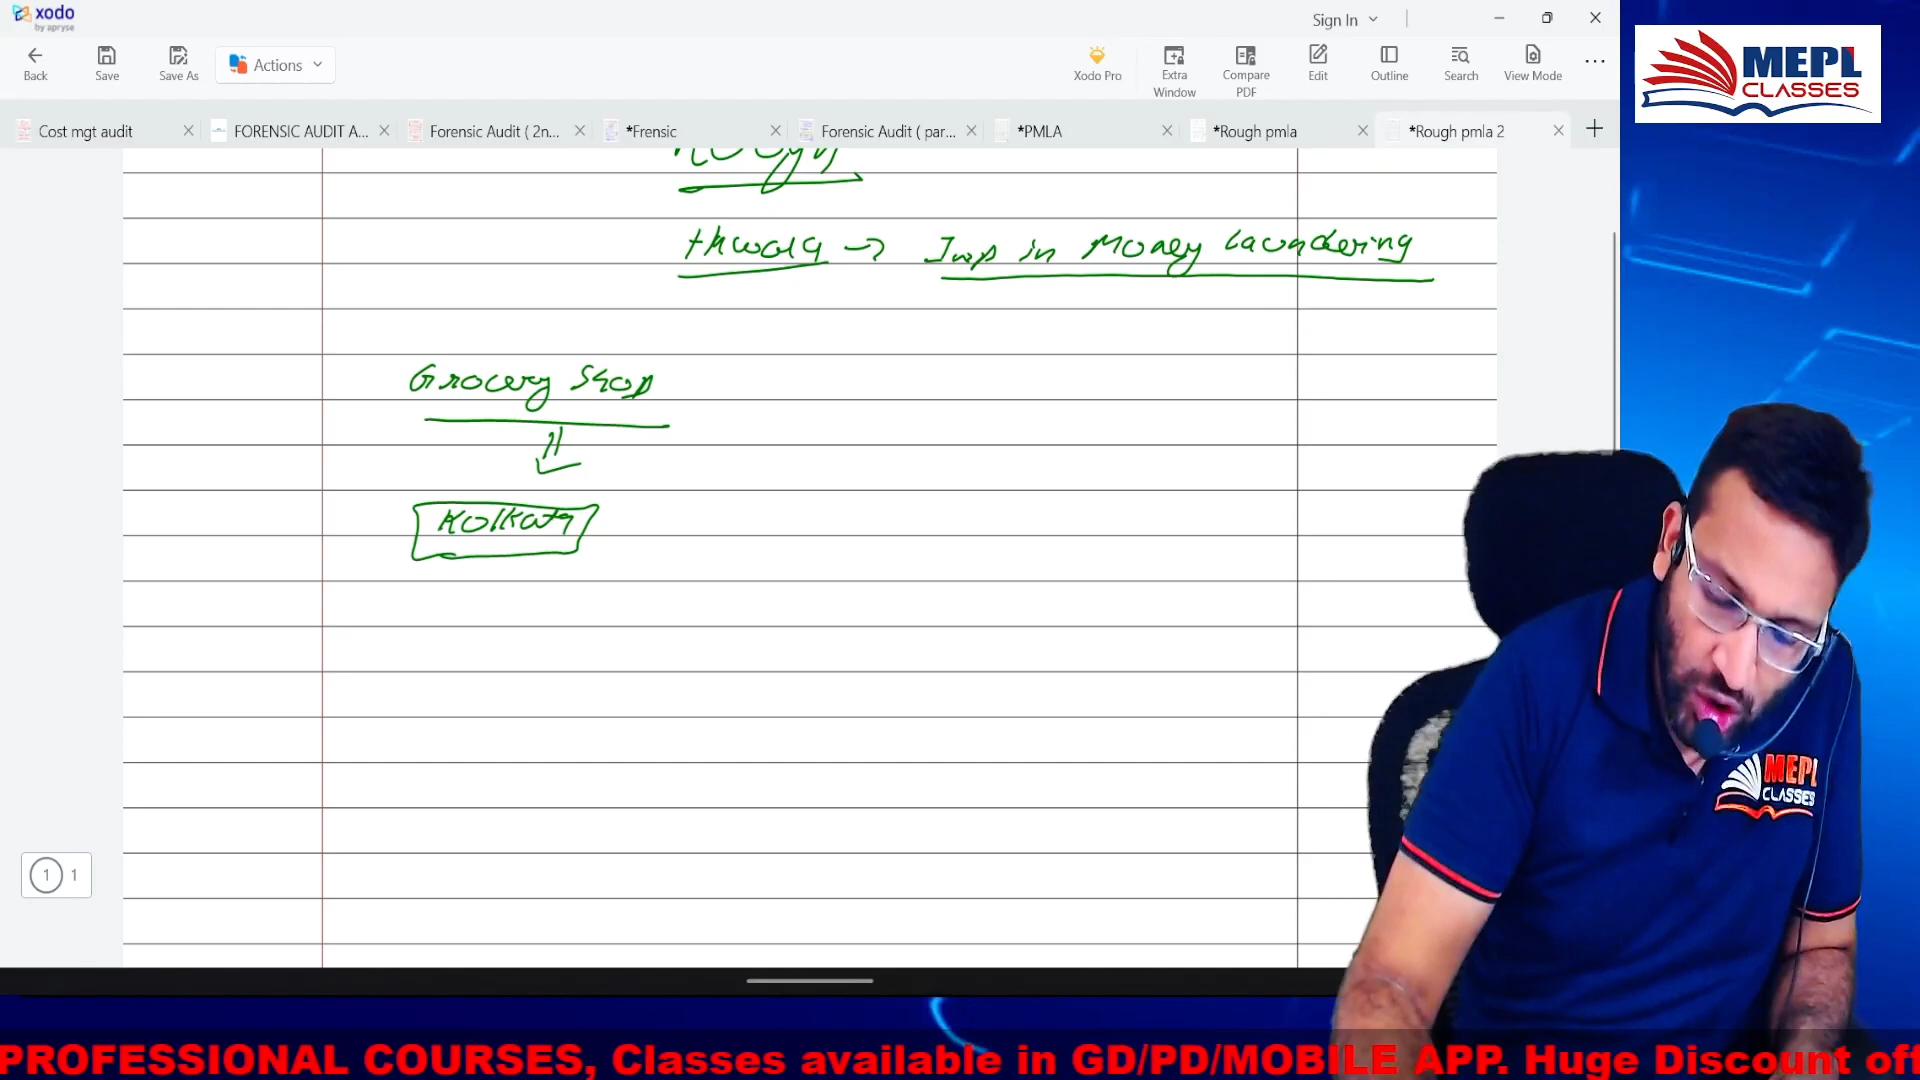 xodo
by apryse
Sign In
Back
Save
Save As
Actions
Xodo Pro
Extra Window
Compare PDF
Edit
Outline
Search
View Mode
Cost mgt audit
FORENSIC AUDIT A...
Forensic Audit ( 2n...
*Frensic
Forensic Audit ( par...
*PMLA
*Rough pmla
*Rough pmla 2
MEPL
CLASSES
Hawala → Imp in Money Laundering
Grocery Shop
Kolkata
MEPL
CLASSES
1 1
PROFESSIONAL COURSES, Classes available in GD/PD/MOBILE APP. Huge Discount off